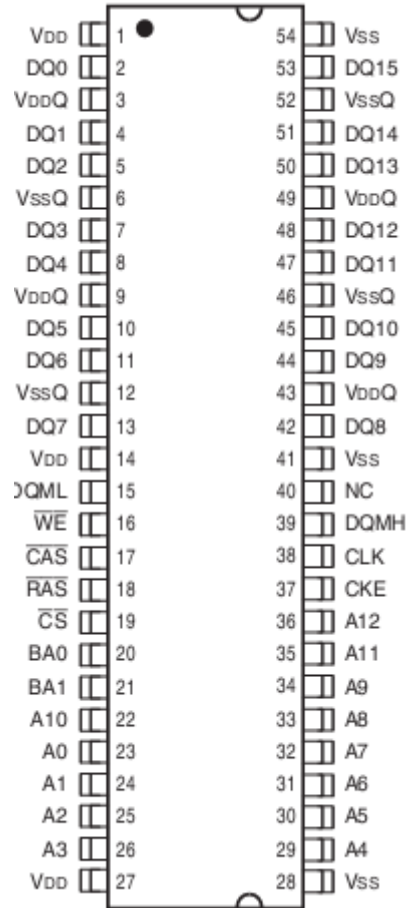 VDD 1 54 VSS
DQ0 2 53 DQ15
VDDQ 3 52 VSSQ
DQ1 4 51 DQ14
DQ2 5 50 DQ13
VSSQ 6 49 VDDQ
DQ3 7 48 DQ12
DQ4 8 47 DQ11
VDDQ 9 46 VSSQ
DQ5 10 45 DQ10
DQ6 11 44 DQ9
VSSQ 12 43 VDDQ
DQ7 13 42 DQ8
VDD 14 41 VSS
DQML 15 40 NC
W̅E̅ 16 39 DQMH
C̅A̅S̅ 17 38 CLK
R̅A̅S̅ 18 37 CKE
C̅S̅ 19 36 A12
BA0 20 35 A11
BA1 21 34 A9
A10 22 33 A8
A0 23 32 A7
A1 24 31 A6
A2 25 30 A5
A3 26 29 A4
VDD 27 28 VSS